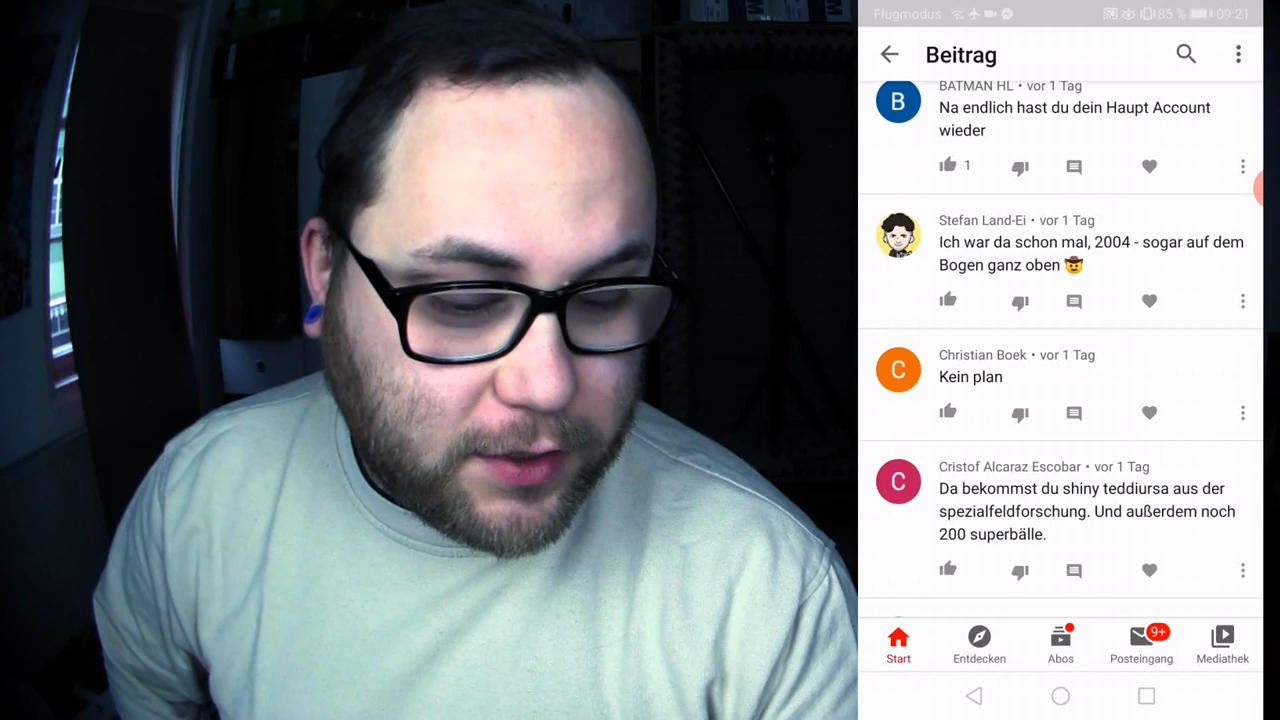 Flugmodus 85 % 09:21
Beitrag
B
BATMAN HL • vor 1 Tag
Na endlich hast du dein Haupt Account
wieder
1
Stefan Land-Ei • vor 1 Tag
Ich war da schon mal, 2004 - sogar auf dem
Bogen ganz oben 🤠
C
Christian Boek • vor 1 Tag
Kein plan
C
Cristof Alcaraz Escobar • vor 1 Tag
Da bekommst du shiny teddiursa aus der
spezialfeldforschung. Und außerdem noch
200 superbälle.
9+
Start Entdecken Abos Posteingang Mediathek